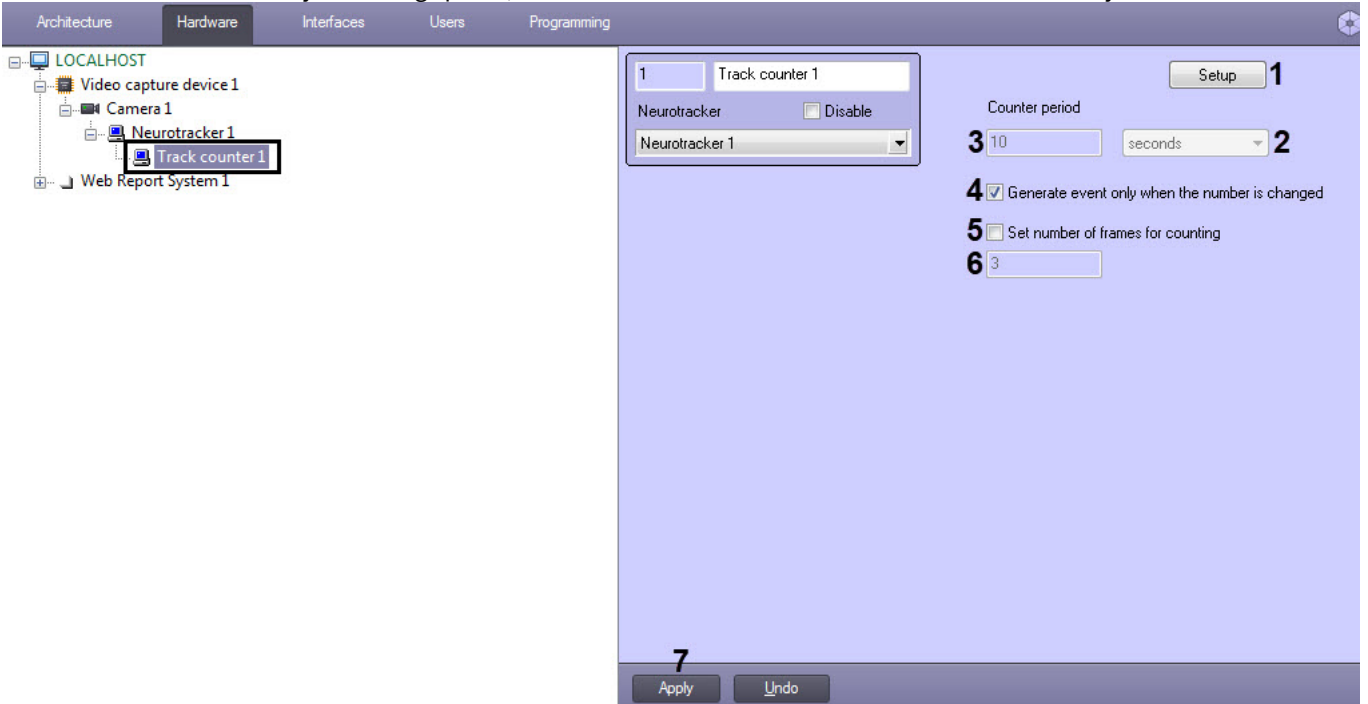 Architecture Hardware Interfaces Users Programming
LOCALHOST
Video capture device 1
Camera 1
Neurotracker 1
Track counter 1
Web Report System 1
1 Track counter 1
Neurotracker Disable
Neurotracker 1
Setup 1
Counter period
3 10 seconds 2
4 Generate event only when the number is changed
5 Set number of frames for counting
6 3
7
Apply Undo